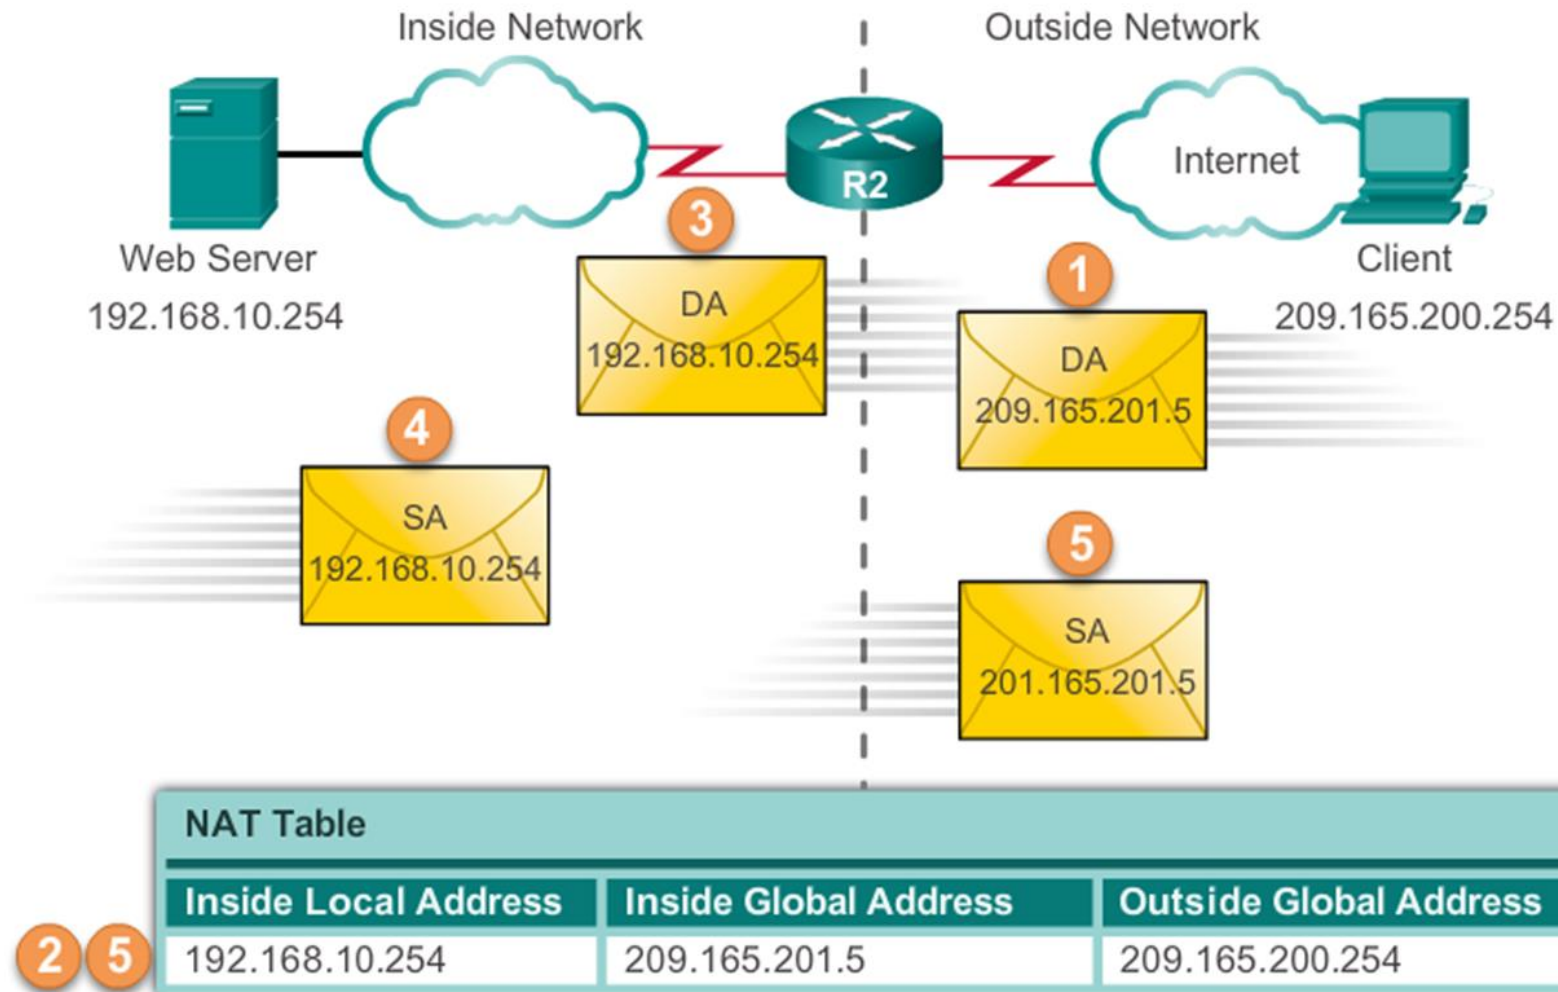 Inside Network
Outside Network
Internet
R2
Web Server
192.168.10.254
Client
209.165.200.254
3
DA
192.168.10.254
1
DA
209.165.201.5
4
SA
192.168.10.254
5
SA
201.165.201.5
NAT Table
Inside Local Address Inside Global Address Outside Global Address
2 5 192.168.10.254 209.165.201.5 209.165.200.254